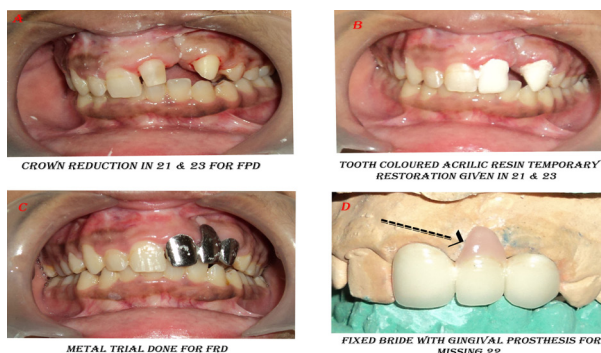 A
B
CROWN REDUCTION IN 21 & 23 FOR FPD
TOOTH COLOURED ACRILIC RESIN TEMPORARY
RESTORATION GIVEN IN 21 & 23
C
D
METAL TRIAL DONE FOR FRD
FIXED BRIDE WITH GINGIVAL PROSTHESIS FOR
MISSING 22